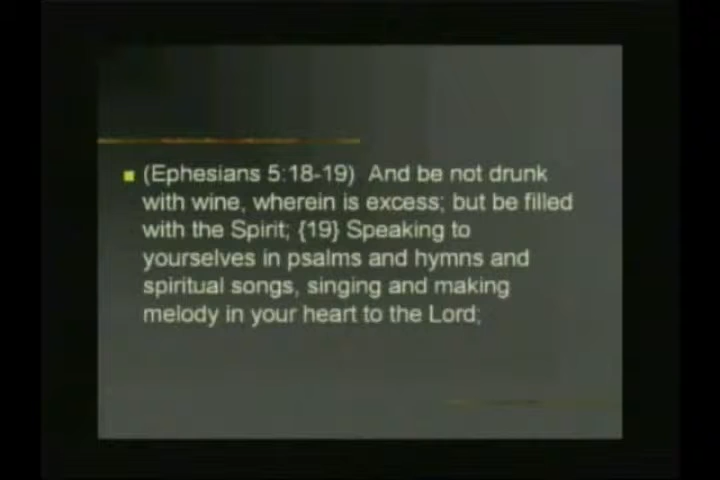 (Ephesians 5:18-19) And be not drunk
with wine, wherein is excess; but be filled
with the Spirit; {19} Speaking to
yourselves in psalms and hymns and
spiritual songs, singing and making
melody in your heart to the Lord;